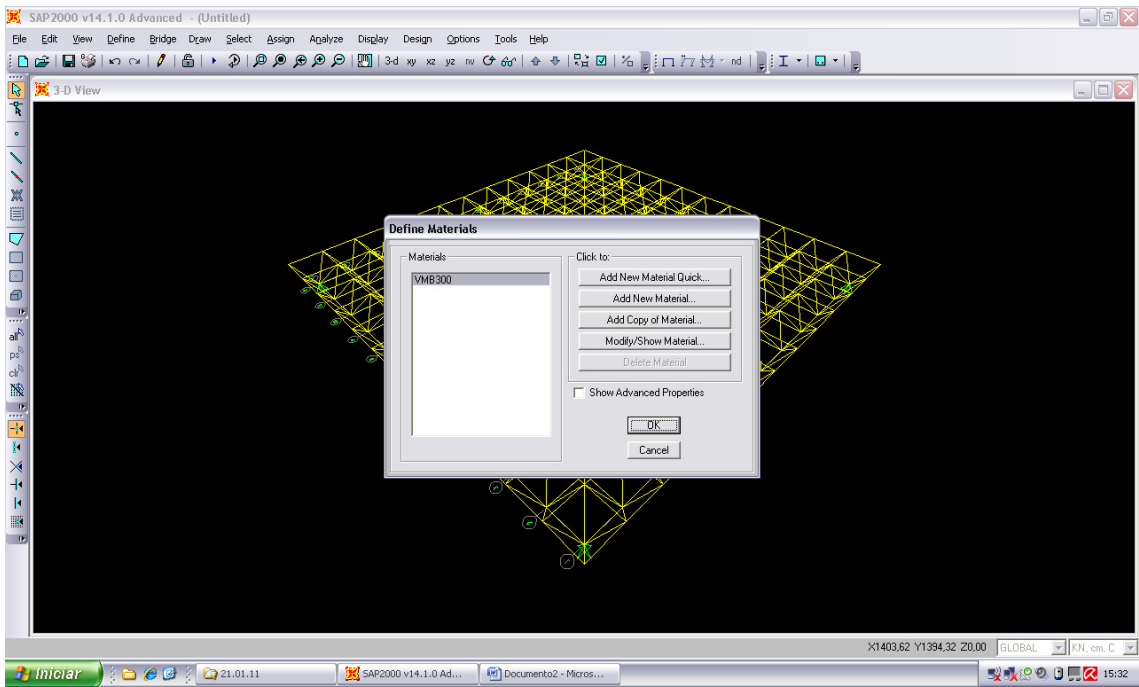 SAP2000 v14.1.0 Advanced - (Untitled)
File Edit View Define Bridge Draw Select Assign Analyze Display Design Options Tools Help
3-d xy xz yz nv nd
3-D View
Define Materials
Materials
VMB300
Click to:
Add New Material Quick...
Add New Material...
Add Copy of Material...
Modify/Show Material...
Delete Material
Show Advanced Properties
OK
Cancel
all
ps
clr
X1403,62 Y1394,32 Z0,00 GLOBAL KN, cm, C
Iniciar 21.01.11 SAP2000 v14.1.0 Ad... Documento2 - Micros... 15:32